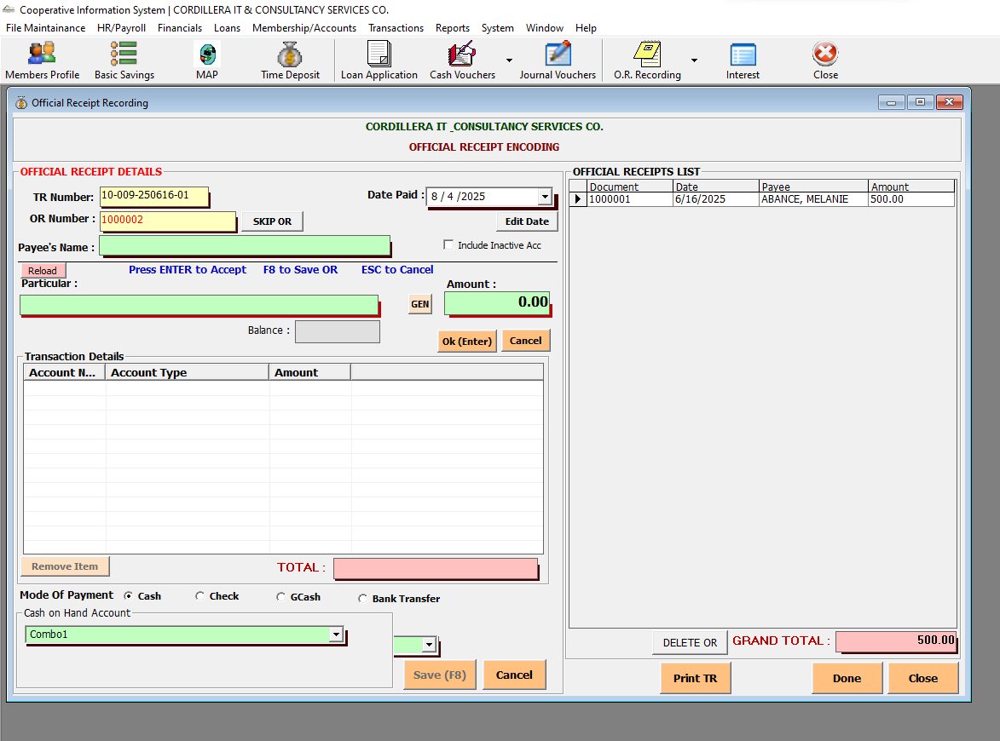 Cooperative Information System | CORDILLERA IT & CONSULTANCY SERVICES CO.
File Maintainance HR/Payroll Financials Loans Membership/Accounts Transactions Reports System Window Help
Members Profile Basic Savings MAP Time Deposit Loan Application Cash Vouchers Journal Vouchers O.R. Recording Interest Close
Official Receipt Recording
CORDILLERA IT _CONSULTANCY SERVICES CO.
OFFICIAL RECEIPT ENCODING
OFFICIAL RECEIPT DETAILS
TR Number: 10-009-250616-01
Date Paid : 8 / 4 /2025
OR Number : 1000002 SKIP OR Edit Date
Payee's Name : Include Inactive Acc
Reload Press ENTER to Accept F8 to Save OR ESC to Cancel
Particular : Amount :
GEN 0.00
Balance : Ok (Enter) Cancel
Transaction Details
Account N... Account Type Amount
Remove Item TOTAL :
Mode Of Payment Cash Check GCash Bank Transfer
Cash on Hand Account
Combo1
Save (F8) Cancel
OFFICIAL RECEIPTS LIST
Document Date Payee Amount
1000001 6/16/2025 ABANCE, MELANIE 500.00
DELETE OR GRAND TOTAL : 500.00
Print TR Done Close